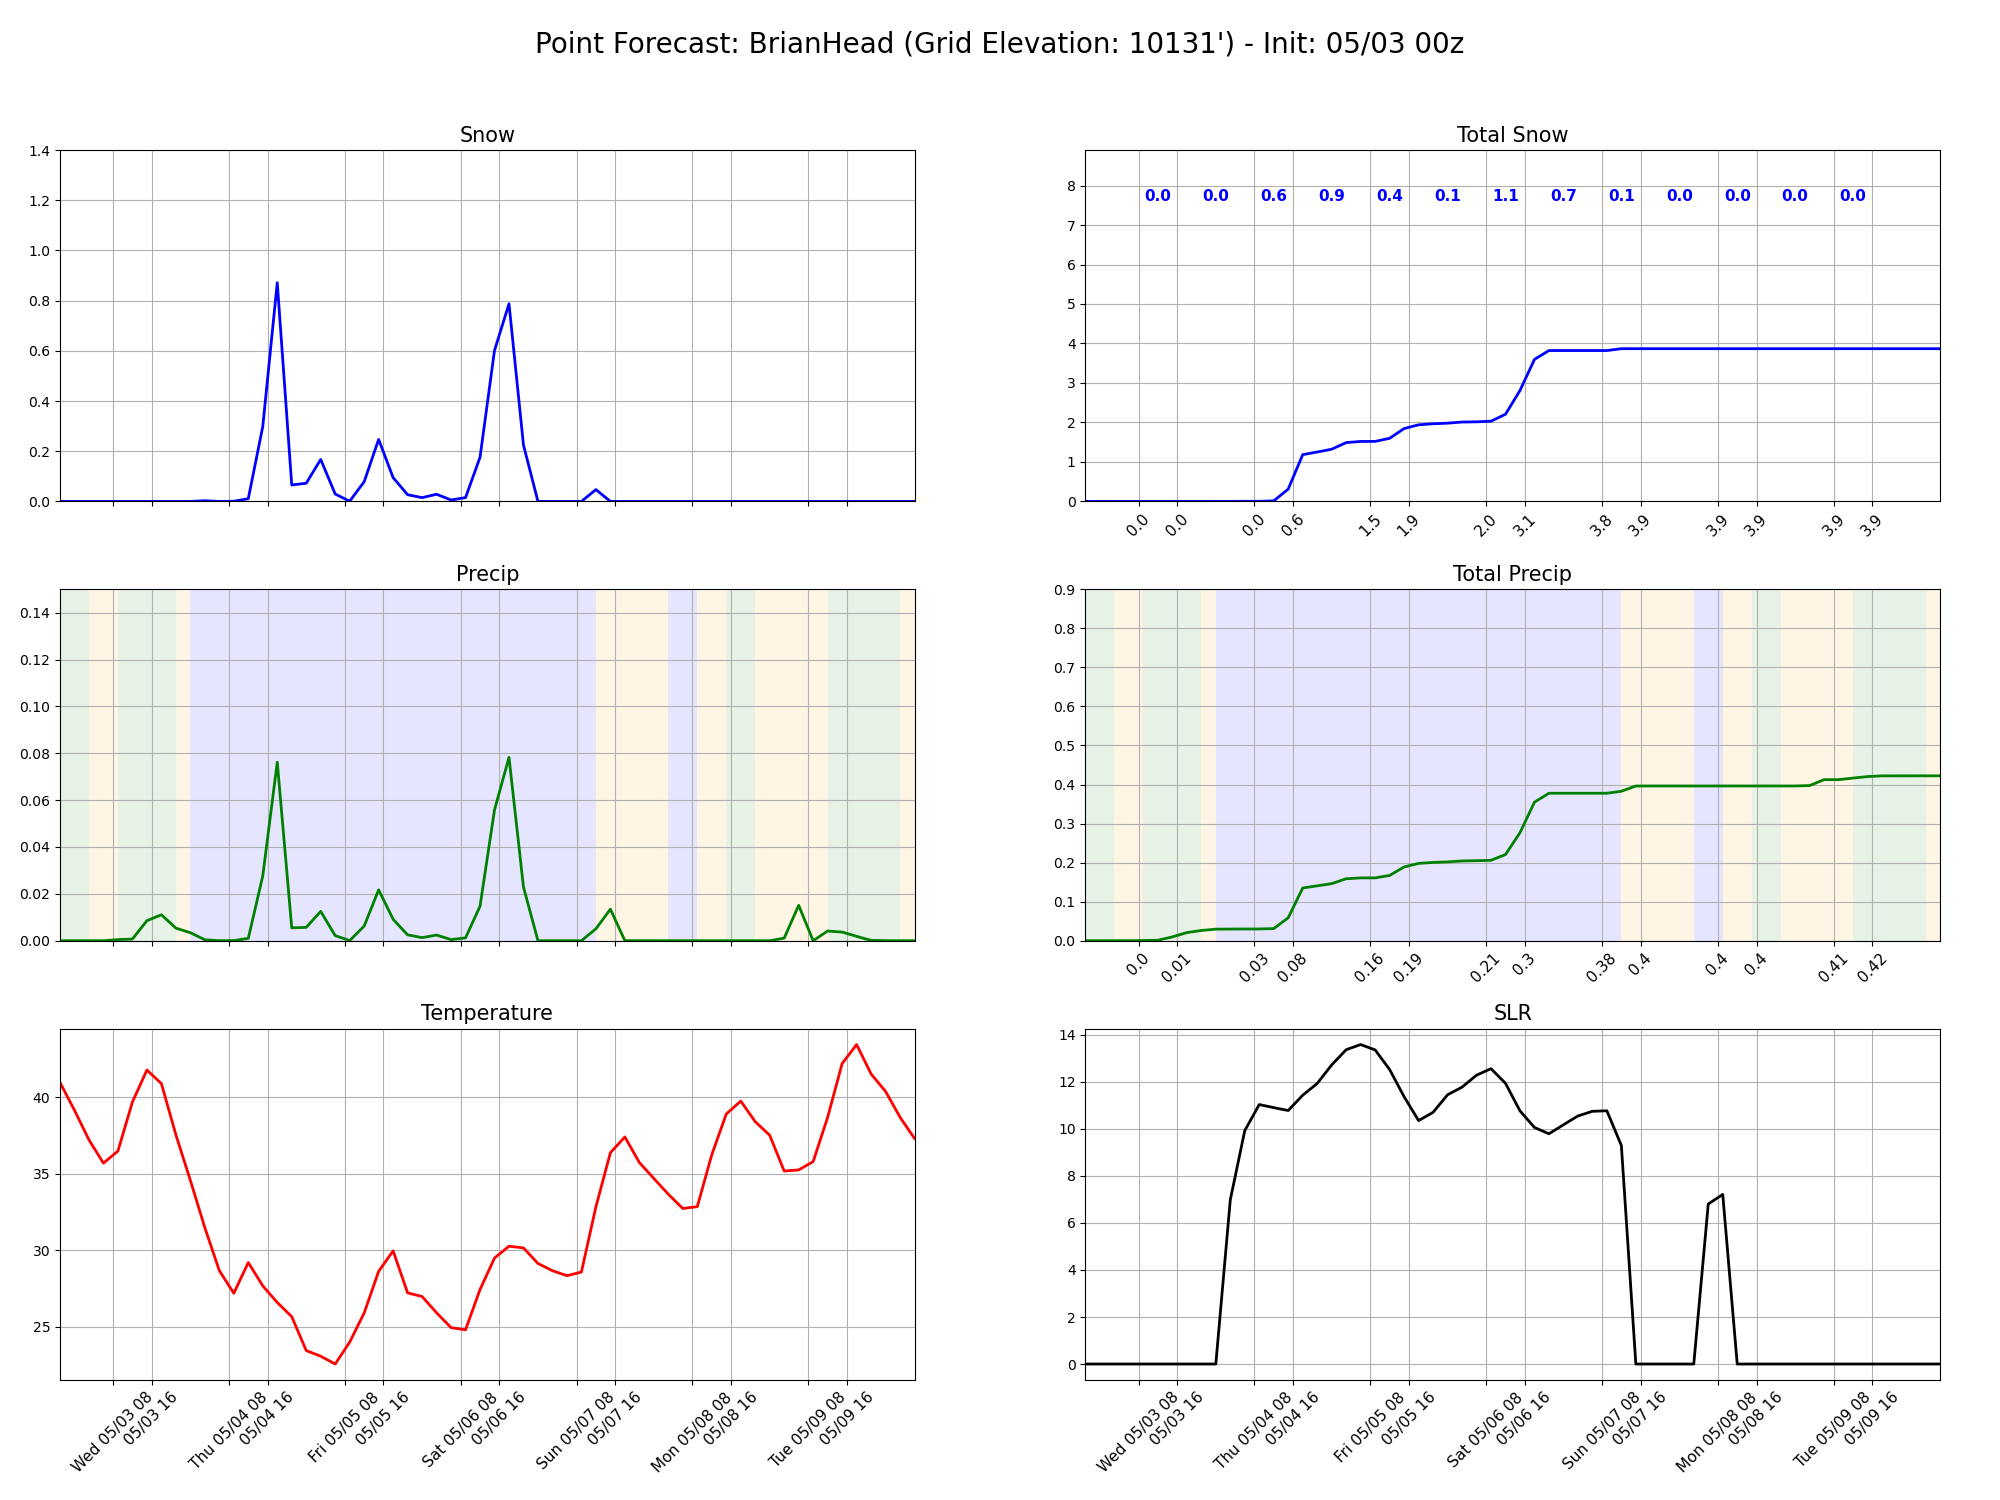 Point Forecast: BrianHead (Grid Elevation: 10131') - Init: 05/03 00z
Snow
1.4
1.2
1.0
0.8
0.6
0.4
0.2
0.0
Total Snow
8
7
6
5
4
3
2
1
0
0.0 0.0 0.6 0.9 0.4 0.1 1.1 0.7 0.1 0.0 0.0 0.0 0.0
0.0 0.0 0.0 0.6 1.5 1.9 2.0 3.1 3.8 3.9 3.9 3.9 3.9 3.9
Precip
0.14
0.12
0.10
0.08
0.06
0.04
0.02
0.00
Total Precip
0.9
0.8
0.7
0.6
0.5
0.4
0.3
0.2
0.1
0.0
0.0 0.01 0.03 0.08 0.16 0.19 0.21 0.3 0.38 0.4 0.4 0.4 0.41 0.42
Temperature
40
35
30
25
Wed 05/03 08
05/03 16
Thu 05/04 08
05/04 16
Fri 05/05 08
05/05 16
Sat 05/06 08
05/06 16
Sun 05/07 08
05/07 16
Mon 05/08 08
05/08 16
Tue 05/09 08
05/09 16
SLR
14
12
10
8
6
4
2
0
Wed 05/03 08
05/03 16
Thu 05/04 08
05/04 16
Fri 05/05 08
05/05 16
Sat 05/06 08
05/06 16
Sun 05/07 08
05/07 16
Mon 05/08 08
05/08 16
Tue 05/09 08
05/09 16